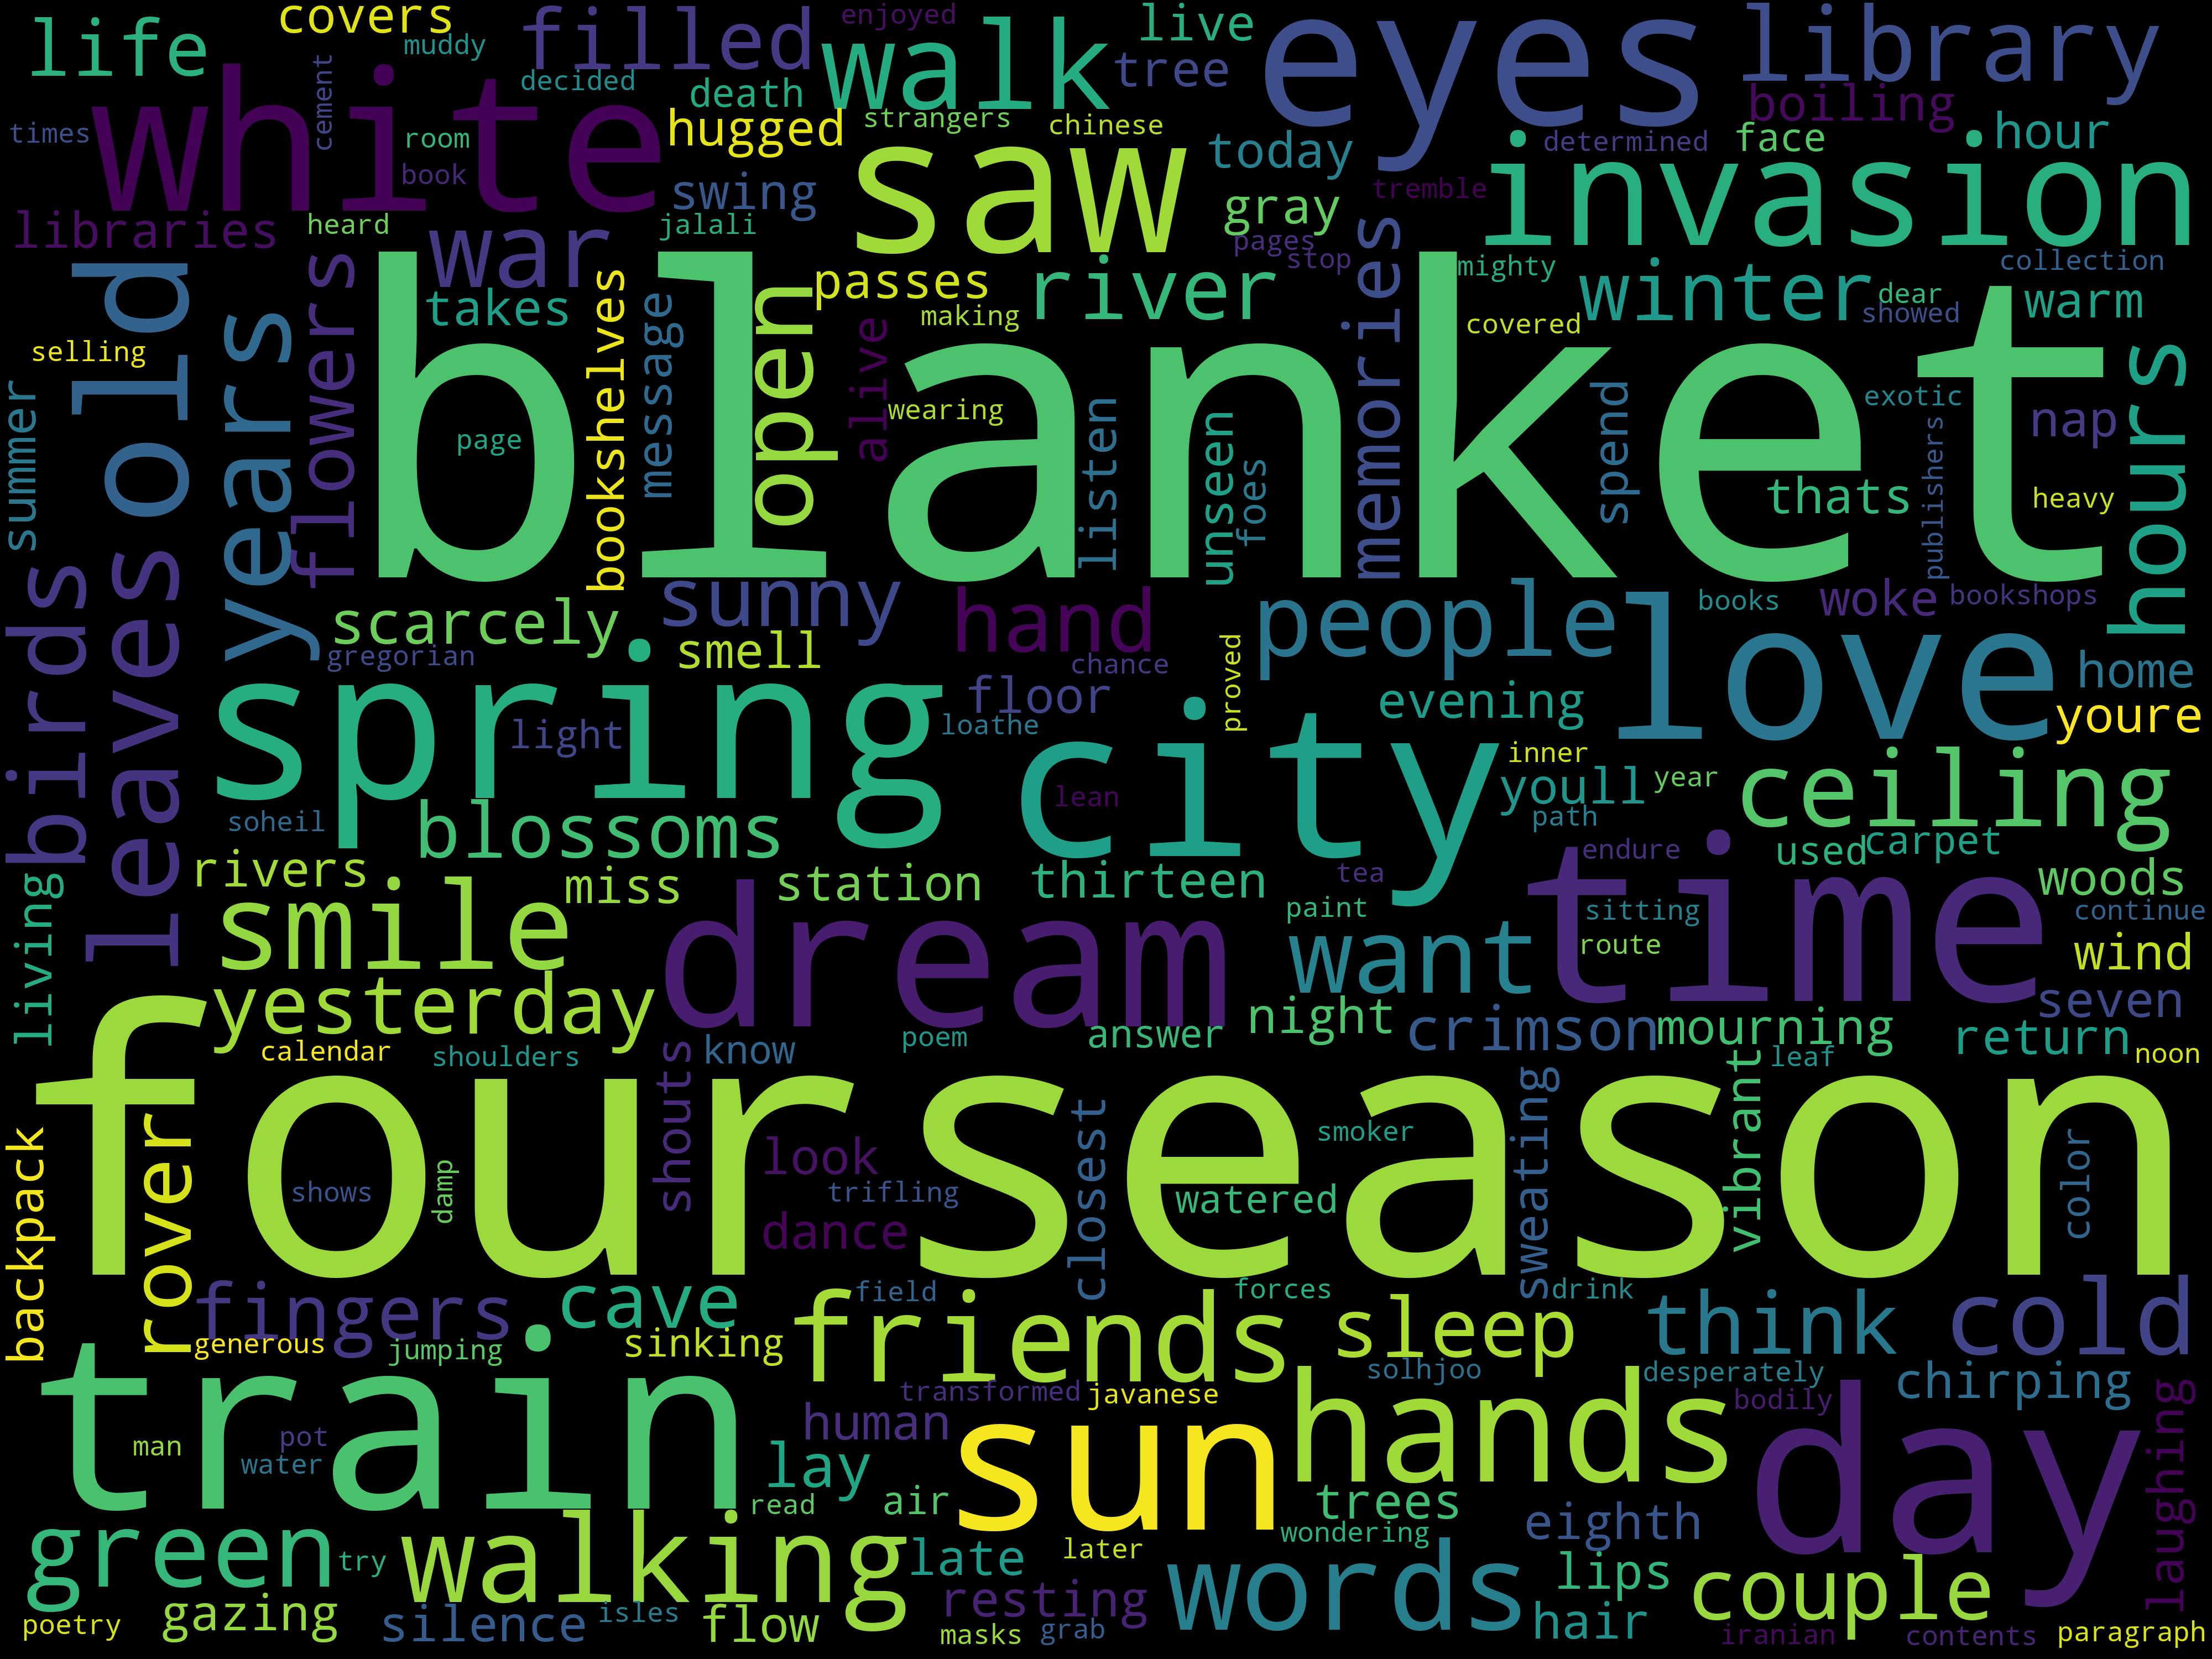 life
covers
muddy
filled
enjoyed
walk
live
tree
eyes
library
white
cement
times
room
book
decided
death
hugged
strangers
chinese
today
determined
boiling
face
hour
invasion
saw
swing
jalali
gray
tremble
libraries
heard
war
pages
stop
memories
mighty
winter
collection
dear
showed
warm
old
years
flowers
takes
bookshelves
message
open
passes
making
river
covered
selling
blanket
page
alive
wearing
listen
unseen
foes
spend
exotic
nap
thats
publishers
heavy
hours
summer
birds
leaves
scarcely
sunny
smell
hand
people
books
woke
bookshops
love
gregorian
chance
proved
floor
loathe
evening
home
youre
spring
light
city
inner
youll
year
ceiling
lean
path
soheil
blossoms
used
carpet
endure
time
rivers
miss
station
thirteen
tea
woods
living
smile
dream
paint
want
sitting
route
continue
wind
yesterday
poem
answer
night
crimson
mourning
seven
return
noon
calendar
shoulders
shouts
know
leaf
fourseason
backpack
rover
shows
damp
look
trifling
dance
closest
smoker
watered
sweating
vibrant
color
fingers
generous
jumping
cave
sinking
field
friends
forces
sleep
drink
think
cold
train
transformed
javanese
solhjoo
desperately
bodily
chirping
laughing
man
pot
water
human
lay
sun
hands
day
read
air
trees
wondering
eighth
green
try
walking
late
later
words
lips
couple
poetry
gazing
silence
isles
flow
resting
masks
grab
hair
iranian
contents
paragraph